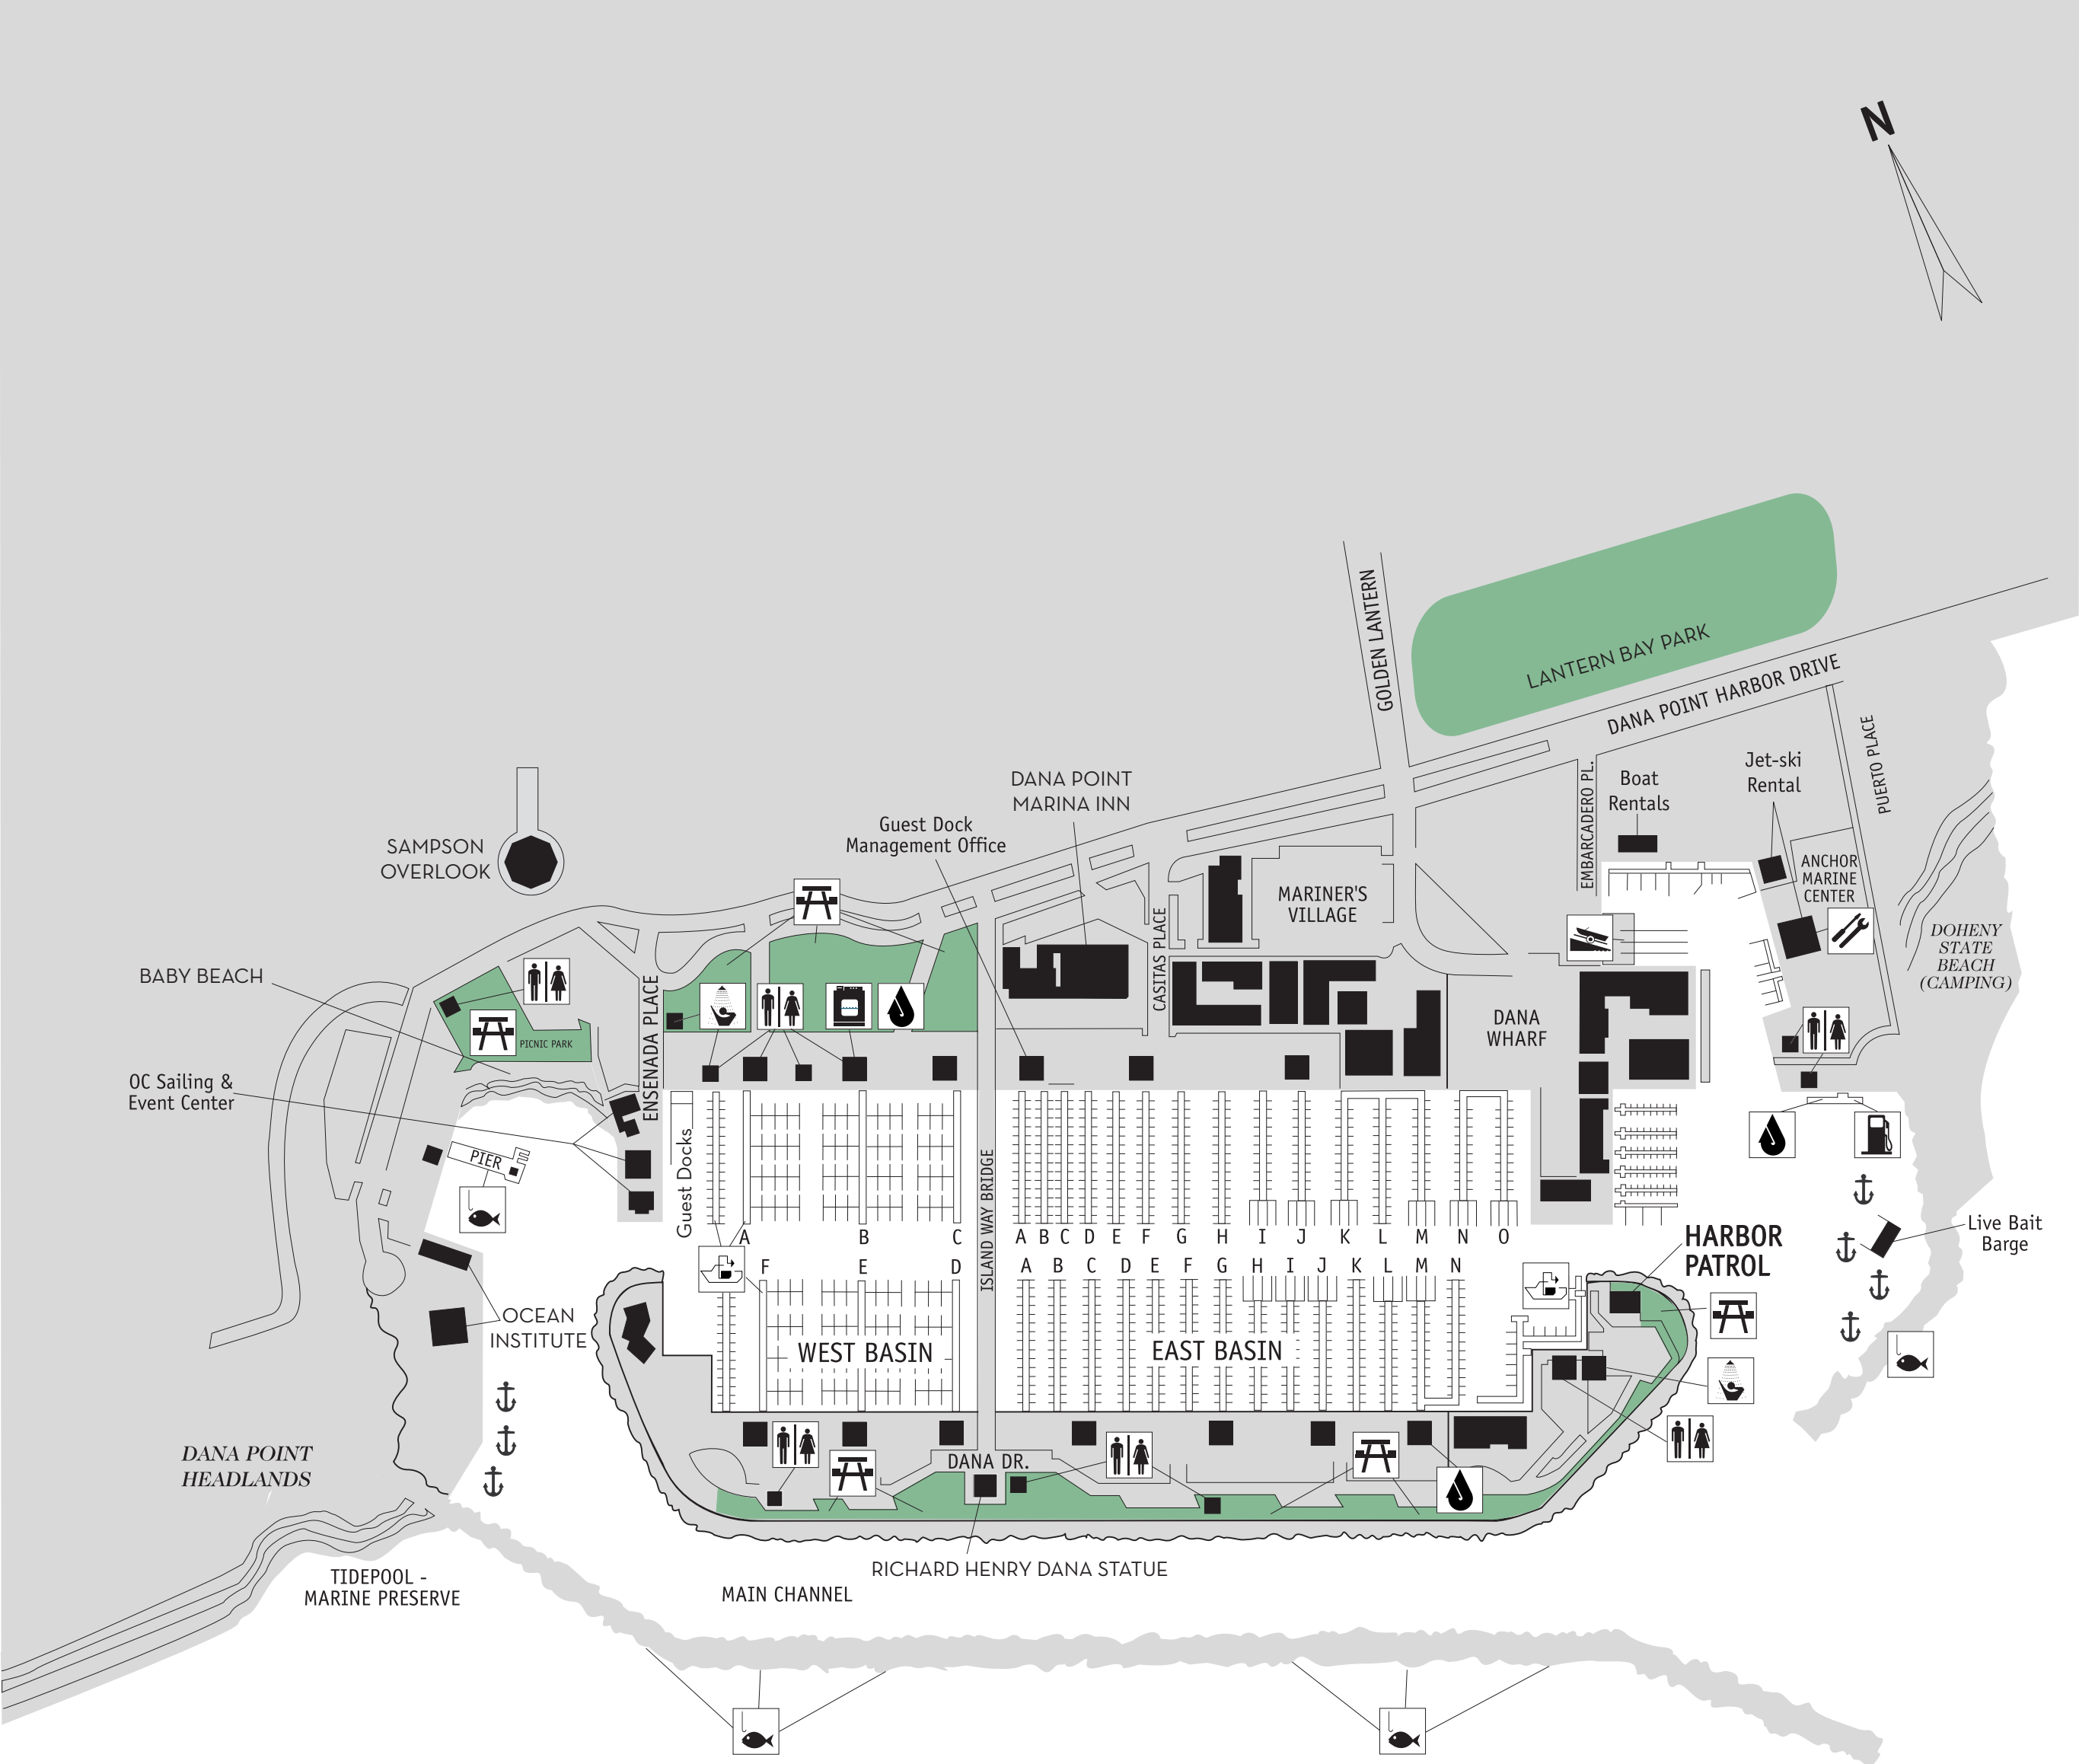 N
GOLDEN LANTERN
LANTERN BAY PARK
DANA POINT HARBOR DRIVE
PUERTO PLACE
EMBARCADERO PL.
Boat
Rentals
Jet-ski
Rental
ANCHOR
MARINE
CENTER
DANA POINT
MARINA INN
Guest Dock
Management Office
SAMPSON
OVERLOOK
MARINER'S
VILLAGE
CASITAS PLACE
DOHENY
STATE
BEACH
(CAMPING)
BABY BEACH
PICNIC PARK
ENSENADA PLACE
DANA
WHARF
OC Sailing &
Event Center
PIER
Guest Docks
ISLAND WAY BRIDGE
A B C
A B C D E F G H I J K L M N O
F E D
A B C D E F G H I J K L M N
HARBOR
PATROL
Live Bait
Barge
OCEAN
INSTITUTE
WEST BASIN
EAST BASIN
DANA POINT
HEADLANDS
DANA DR.
RICHARD HENRY DANA STATUE
TIDEPOOL -
MARINE PRESERVE
MAIN CHANNEL